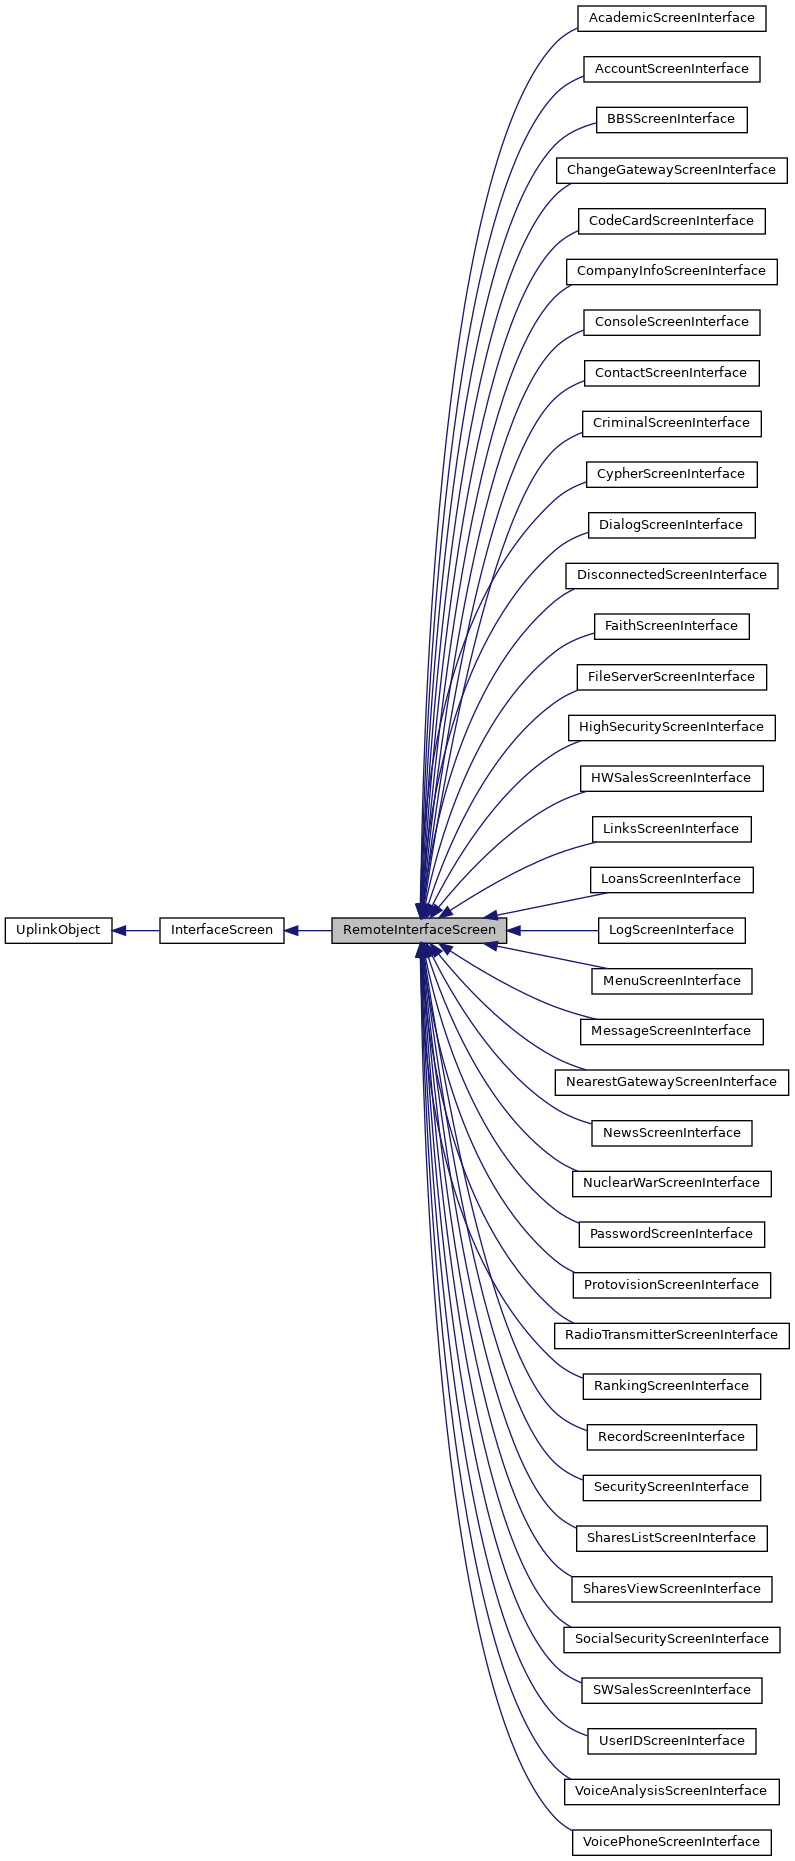 AcademicScreenInterface
AccountScreenInterface
BBSScreenInterface
ChangeGatewayScreenInterface
CodeCardScreenInterface
CompanyInfoScreenInterface
ConsoleScreenInterface
ContactScreenInterface
CriminalScreenInterface
CypherScreenInterface
DialogScreenInterface
DisconnectedScreenInterface
FaithScreenInterface
FileServerScreenInterface
HighSecurityScreenInterface
HWSalesScreenInterface
LinksScreenInterface
LoansScreenInterface
UplinkObject
InterfaceScreen
RemoteInterfaceScreen
LogScreenInterface
MenuScreenInterface
MessageScreenInterface
NearestGatewayScreenInterface
NewsScreenInterface
NuclearWarScreenInterface
PasswordScreenInterface
ProtovisionScreenInterface
RadioTransmitterScreenInterface
RankingScreenInterface
RecordScreenInterface
SecurityScreenInterface
SharesListScreenInterface
SharesViewScreenInterface
SocialSecurityScreenInterface
SWSalesScreenInterface
UserIDScreenInterface
VoiceAnalysisScreenInterface
VoicePhoneScreenInterface